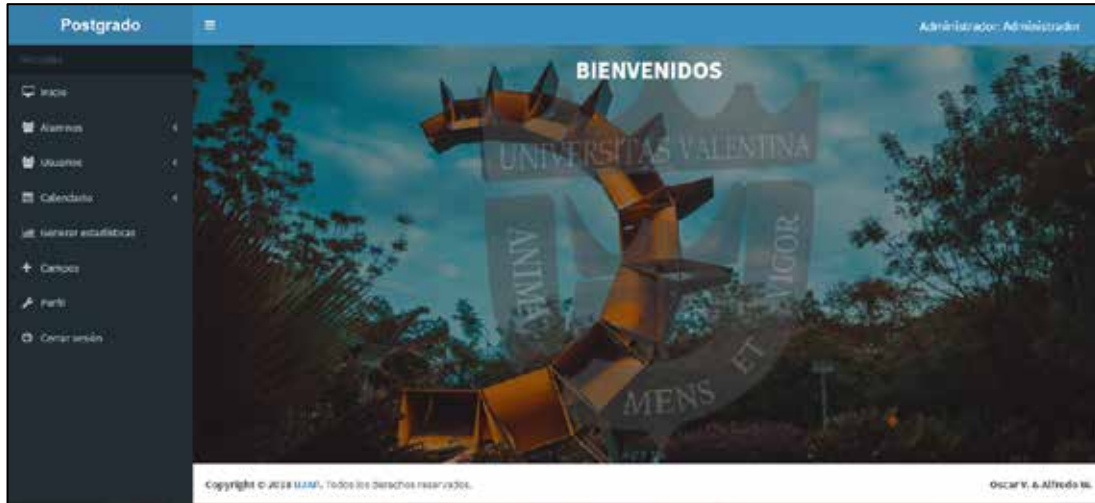 Postgrado
Administrador: Administrador
BIENVENIDOS
UNIVERSITAS VALENTINA
ANIMA
VIGOR
ET
MENS
Inicio
Alumnos
Usuarios
Calendario
Generar estadísticas
Campos
Perfil
Cerrar sesión
Copyright © 2018 UJAP. Todos los derechos reservados.
Oscar V. & Alfredo M.